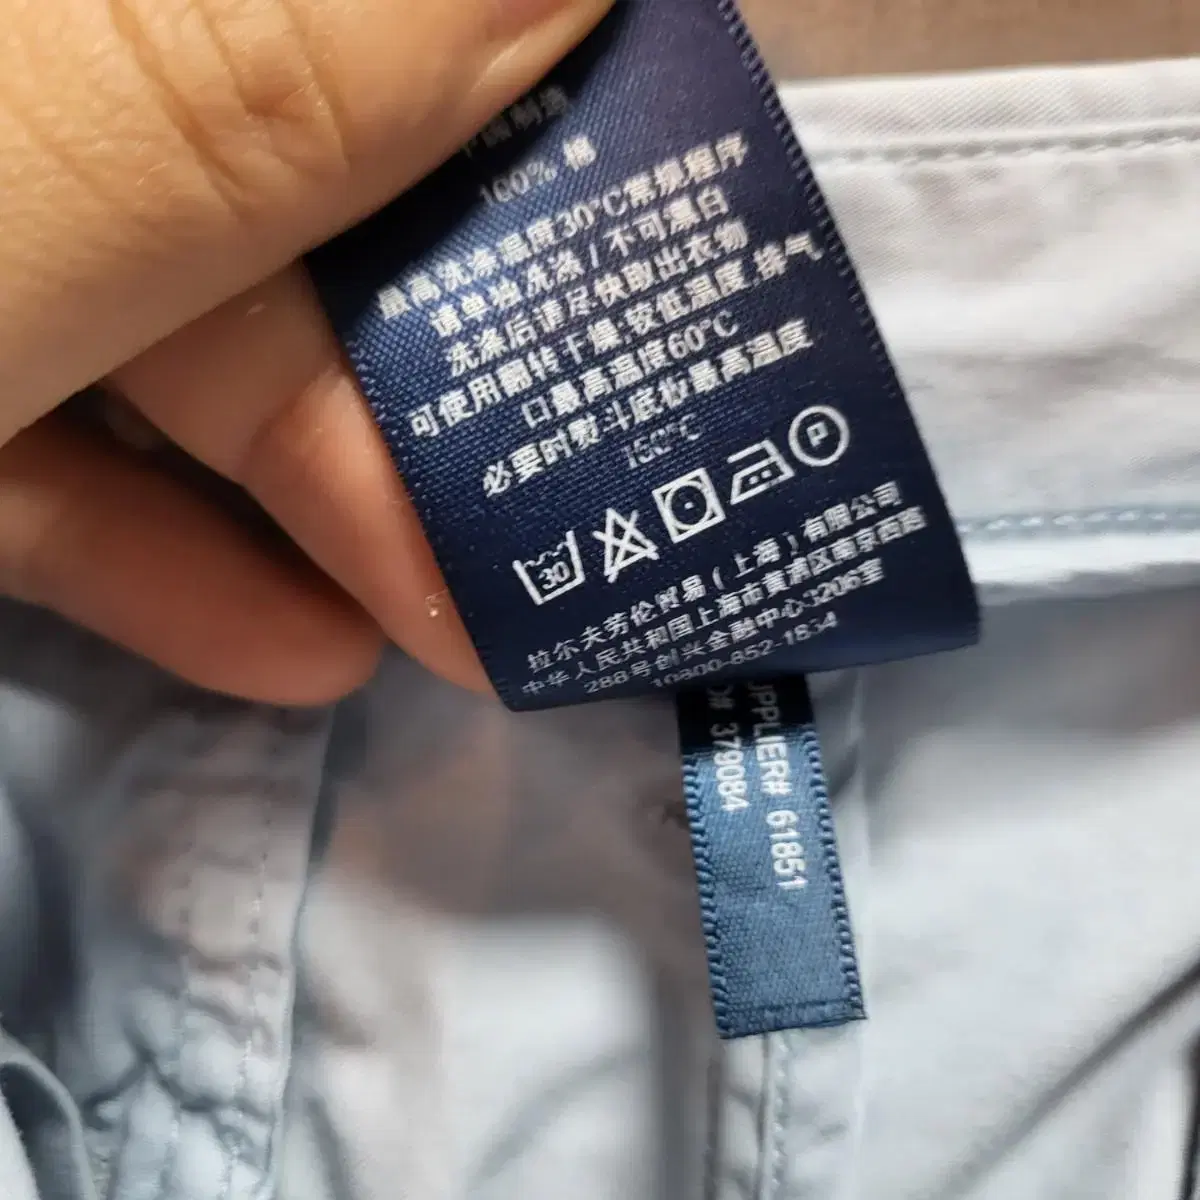 中国制造
100% 棉
最高洗涤温度30°C常规程序
请单独洗涤/不可漂白
洗涤后请尽快取出衣物
可使用翻转干燥;较低温度,排气
口最高温度60°C
必要时熨斗底板最高温度
150°C
30
P
拉尔夫劳伦贸易(上海)有限公司
中华人民共和国上海市黄浦区南京西路
288号创兴金融中心3206室
10800-852-1854
UPPLIER# 61851
O# 379084